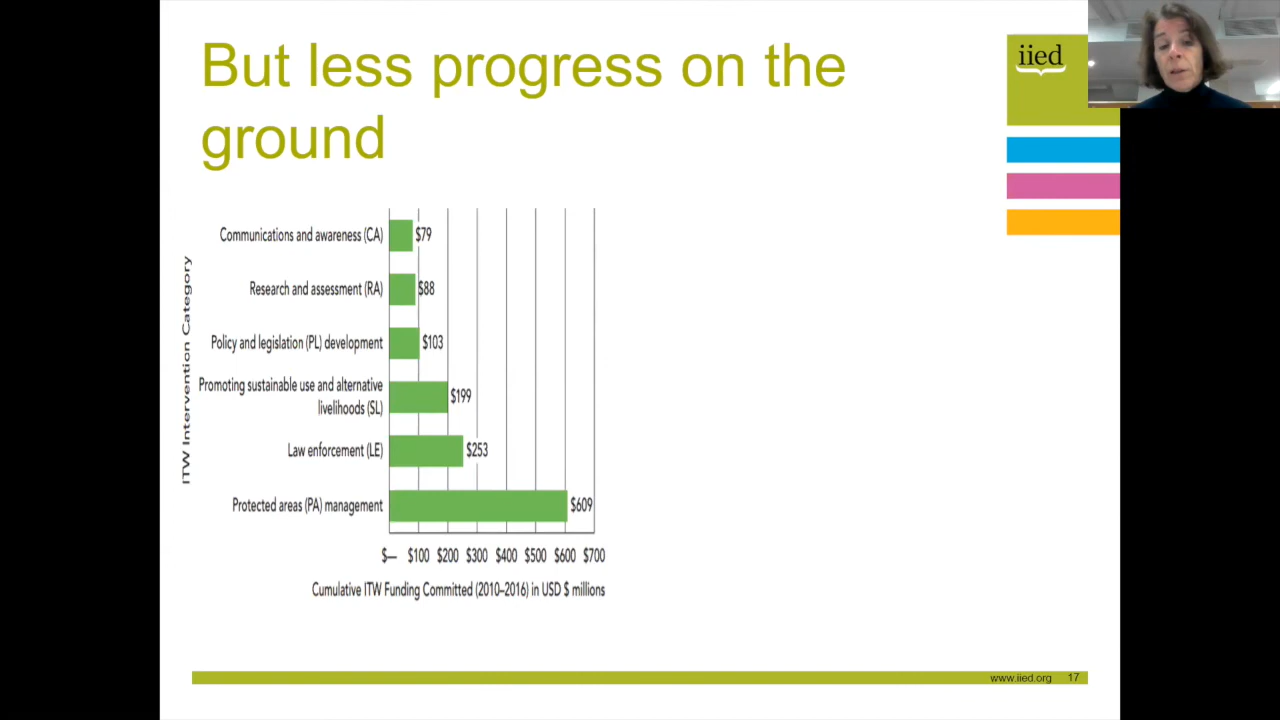 But less progress on the
ground
iied
ITW Intervention Category
Communications and awareness (CA)
$79
Research and assessment (RA)
$88
Policy and legislation (PL) development
$103
Promoting sustainable use and alternative
livelihoods (SL)
$199
Law enforcement (LE)
$253
Protected areas (PA) management
$609
$— $100 $200 $300 $400 $500 $600 $700
Cumulative ITW Funding Committed (2010–2016) in USD $ millions
www.iied.org 17